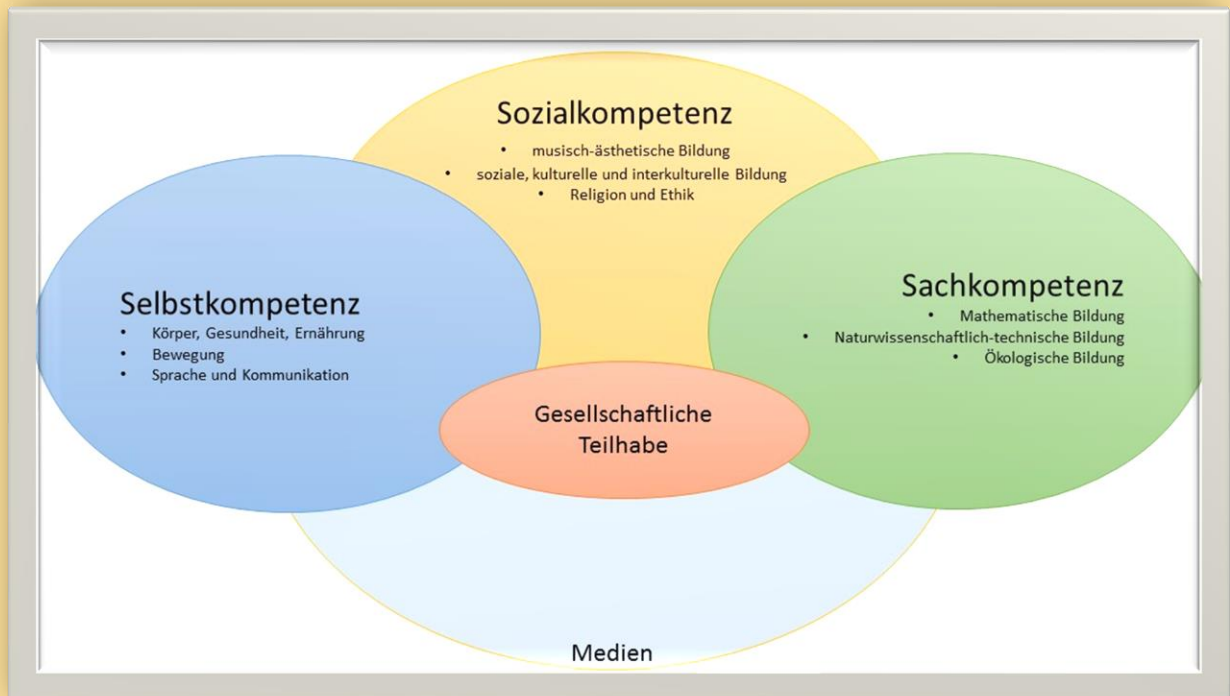 Sozialkompetenz
• musisch-ästhetische Bildung
• soziale, kulturelle und interkulturelle Bildung
• Religion und Ethik
Selbstkompetenz
• Körper, Gesundheit, Ernährung
• Bewegung
• Sprache und Kommunikation
Sachkompetenz
• Mathematische Bildung
• Naturwissenschaftlich-technische Bildung
• Ökologische Bildung
Gesellschaftliche
Teilhabe
Medien